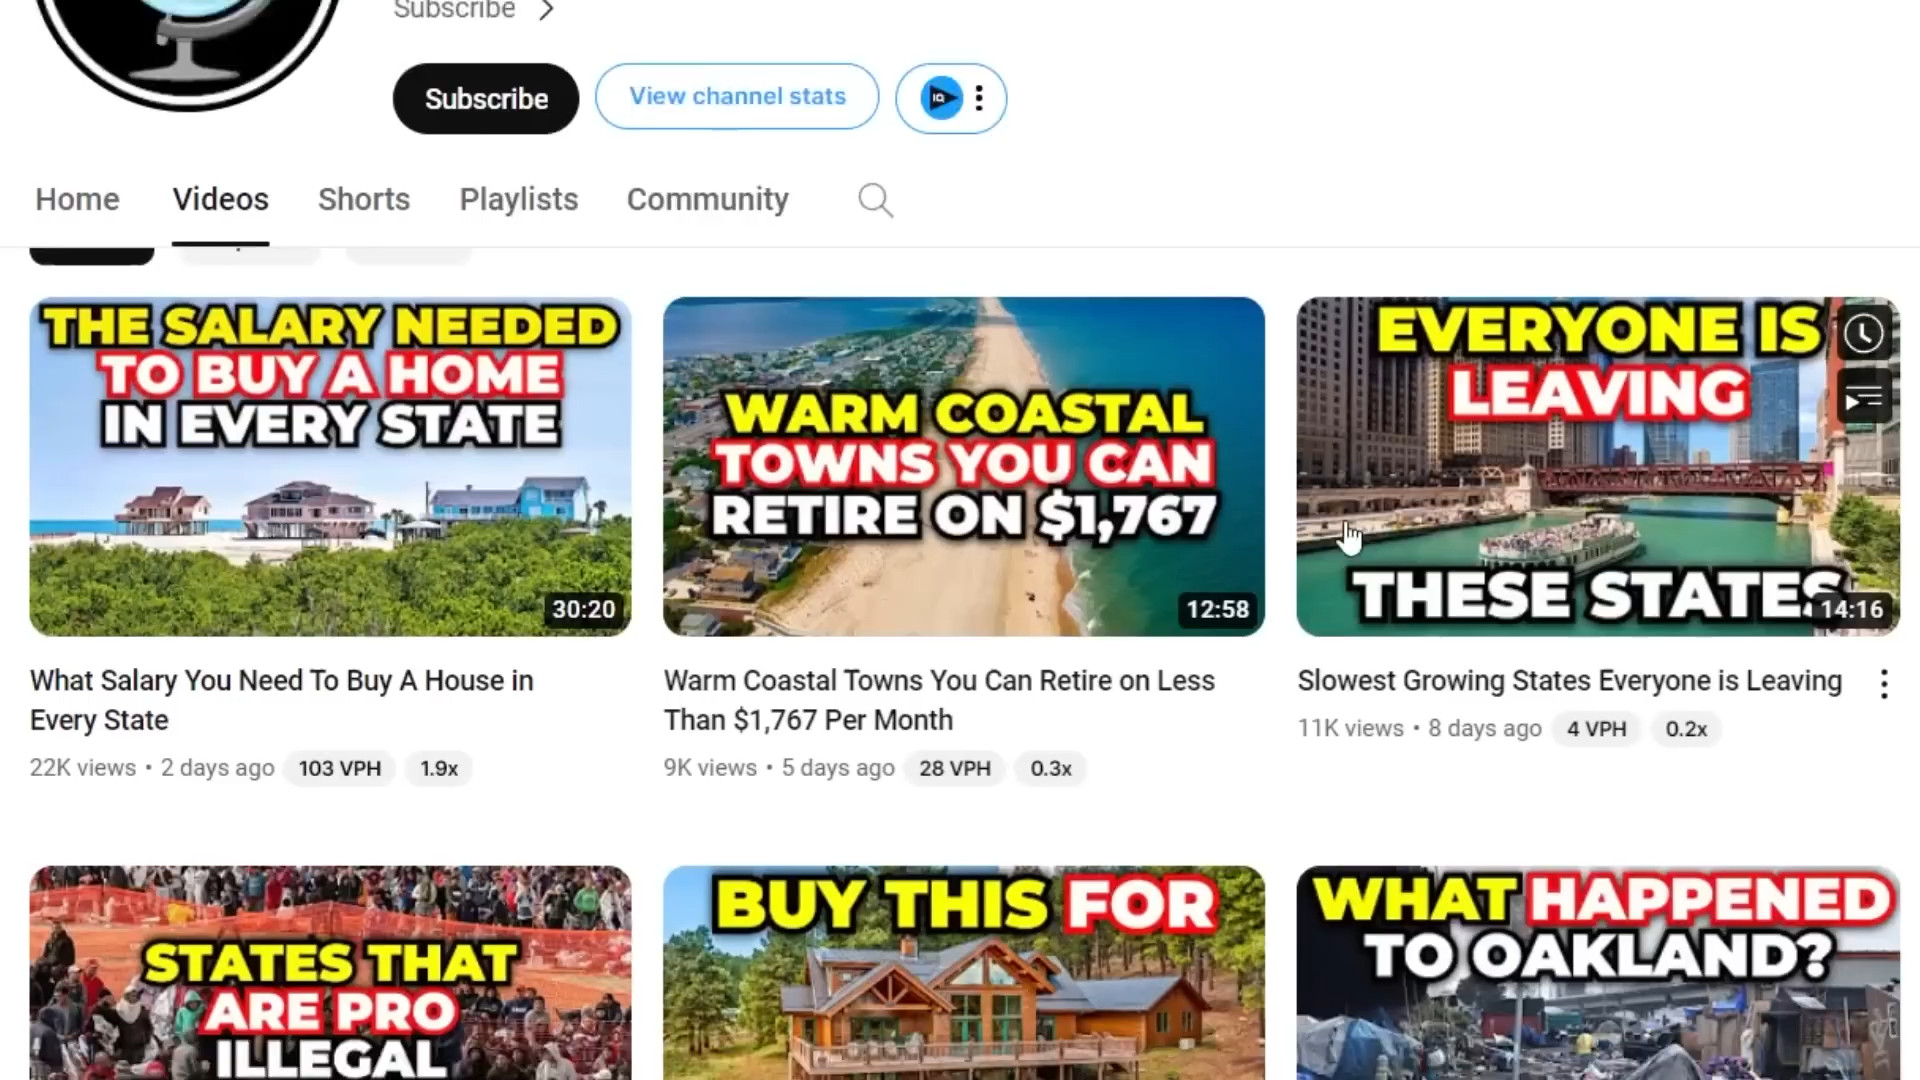 Subscribe
Subscribe
View channel stats
IQ
Home
Videos
Shorts
Playlists
Community
THE SALARY NEEDED
TO BUY A HOME
IN EVERY STATE
30:20
WARM COASTAL
TOWNS YOU CAN
RETIRE ON $1,767
12:58
EVERYONE IS
LEAVING
THESE STATES
14:16
What Salary You Need To Buy A House in
Every State
22K views • 2 days ago
103 VPH
1.9x
Warm Coastal Towns You Can Retire on Less
Than $1,767 Per Month
9K views • 5 days ago
28 VPH
0.3x
Slowest Growing States Everyone is Leaving
11K views • 8 days ago
4 VPH
0.2x
STATES THAT
ARE PRO
ILLEGAL
BUY THIS FOR
WHAT HAPPENED
TO OAKLAND?